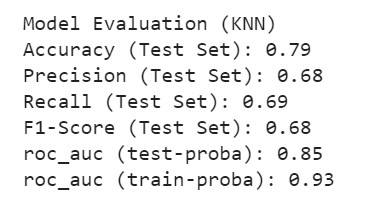 Model Evaluation (KNN)
Accuracy (Test Set): 0.79
Precision (Test Set): 0.68
Recall (Test Set): 0.69
F1-Score (Test Set): 0.68
roc_auc (test-proba): 0.85
roc_auc (train-proba): 0.93